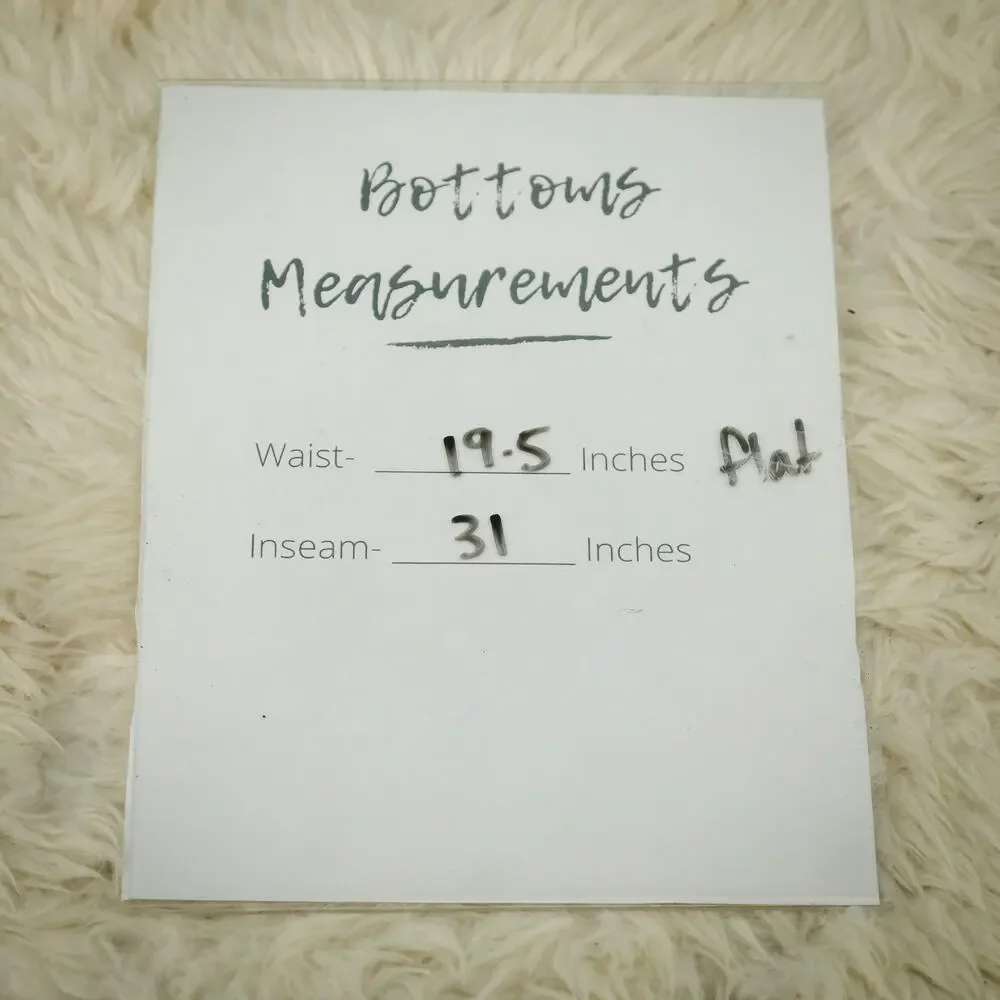 Bottoms
Measurements
Waist- 19.5 Inches flat
Inseam- 31 Inches